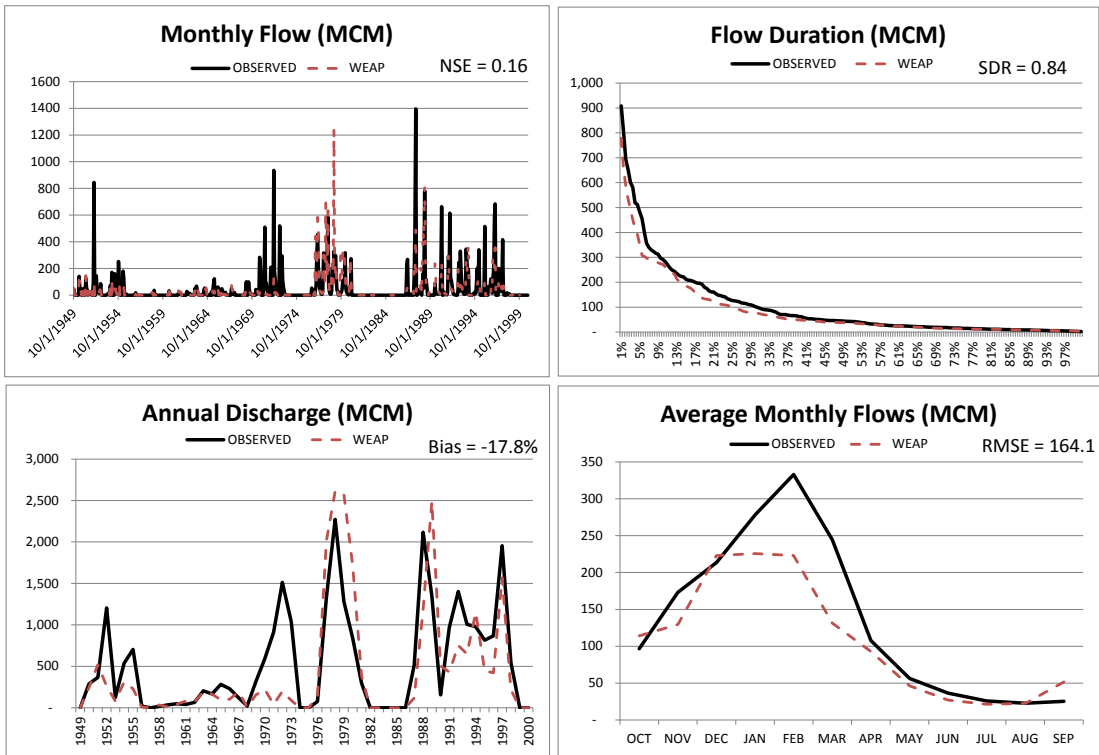 Monthly Flow (MCM)
OBSERVED WEAP
NSE = 0.16
1600
1400
1200
1000
800
600
400
200
0
10/1/1949 10/1/1954 10/1/1959 10/1/1964 10/1/1969 10/1/1974 10/1/1979 10/1/1984 10/1/1989 10/1/1994 10/1/1999
Flow Duration (MCM)
OBSERVED WEAP
SDR = 0.84
1,000
900
800
700
600
500
400
300
200
100
-
1% 5% 9% 13% 17% 21% 25% 29% 33% 37% 41% 45% 49% 53% 57% 61% 65% 69% 73% 77% 81% 85% 89% 93% 97%
Annual Discharge (MCM)
OBSERVED WEAP
Bias = -17.8%
3,000
2,500
2,000
1,500
1,000
500
-
1949 1952 1955 1958 1961 1964 1967 1970 1973 1976 1979 1982 1985 1988 1991 1994 1997 2000
Average Monthly Flows (MCM)
OBSERVED WEAP
RMSE = 164.1
350
300
250
200
150
100
50
-
OCT NOV DEC JAN FEB MAR APR MAY JUN JUL AUG SEP